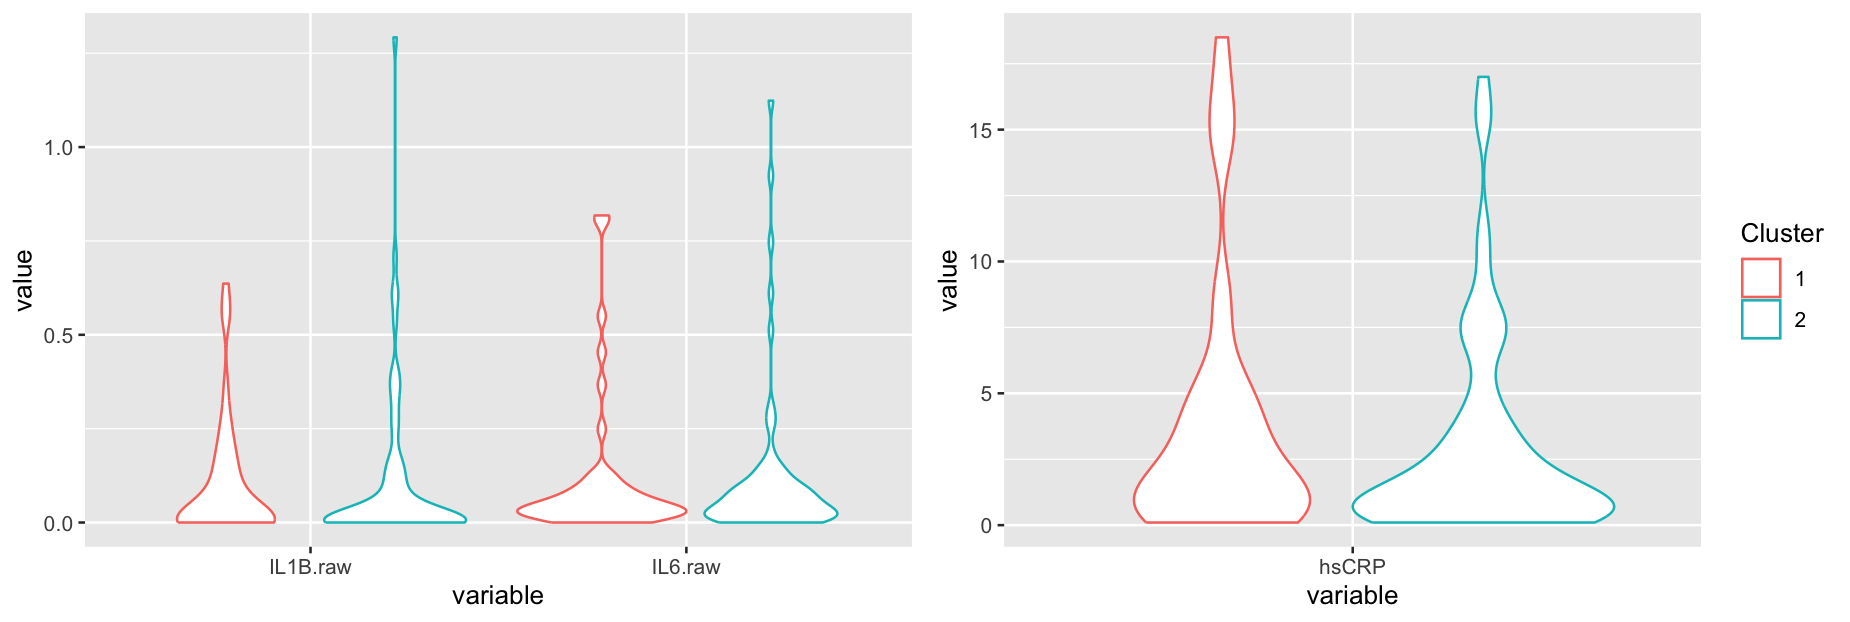 value
1.0
0.5
0.0
IL1B.raw
IL6.raw
variable
value
15
10
5
0
hsCRP
variable
Cluster
1
2